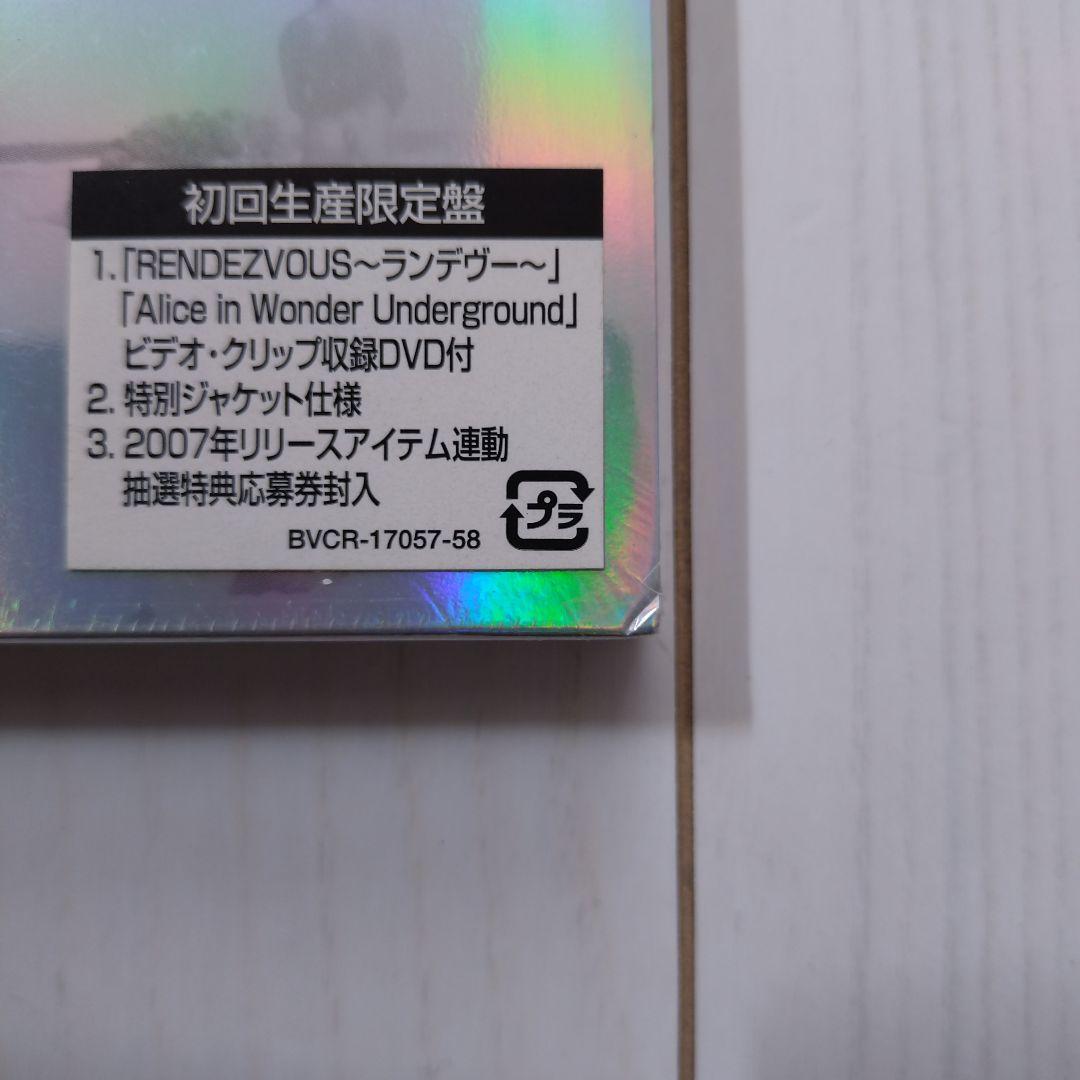 初回生産限定盤
1.「RENDEZVOUS～ランデヴー～」
「Alice in Wonder Underground」
ビデオ・クリップ収録DVD付
2. 特別ジャケット仕様
3. 2007年リリースアイテム連動
抽選特典応募券封入
プラ
BVCR-17057-58